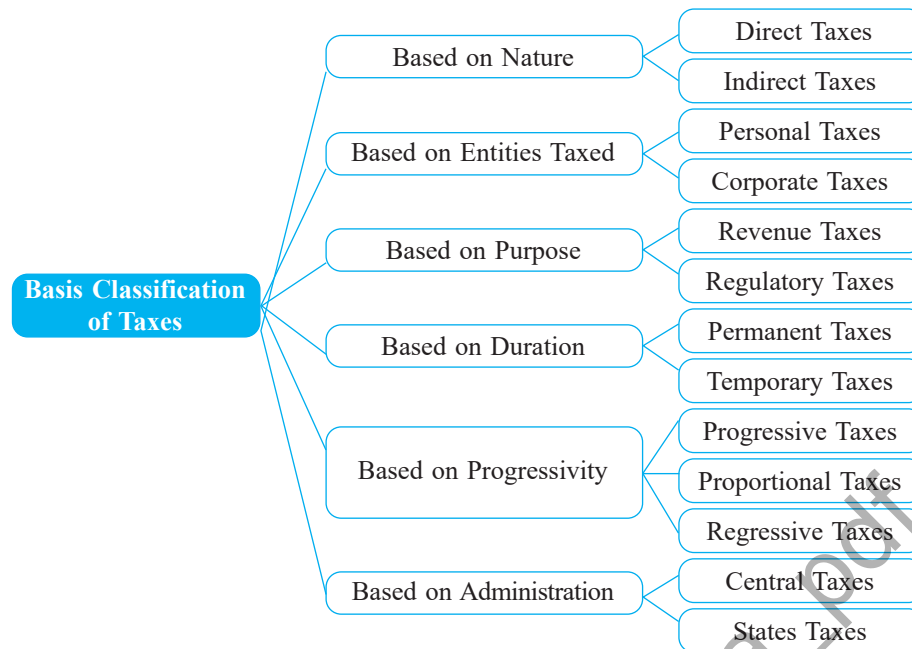 Basis Classification
of Taxes
Based on Nature
Direct Taxes
Indirect Taxes
Based on Entities Taxed
Personal Taxes
Corporate Taxes
Based on Purpose
Revenue Taxes
Regulatory Taxes
Based on Duration
Permanent Taxes
Temporary Taxes
Based on Progressivity
Progressive Taxes
Proportional Taxes
Regressive Taxes
Based on Administration
Central Taxes
States Taxes
_pdf